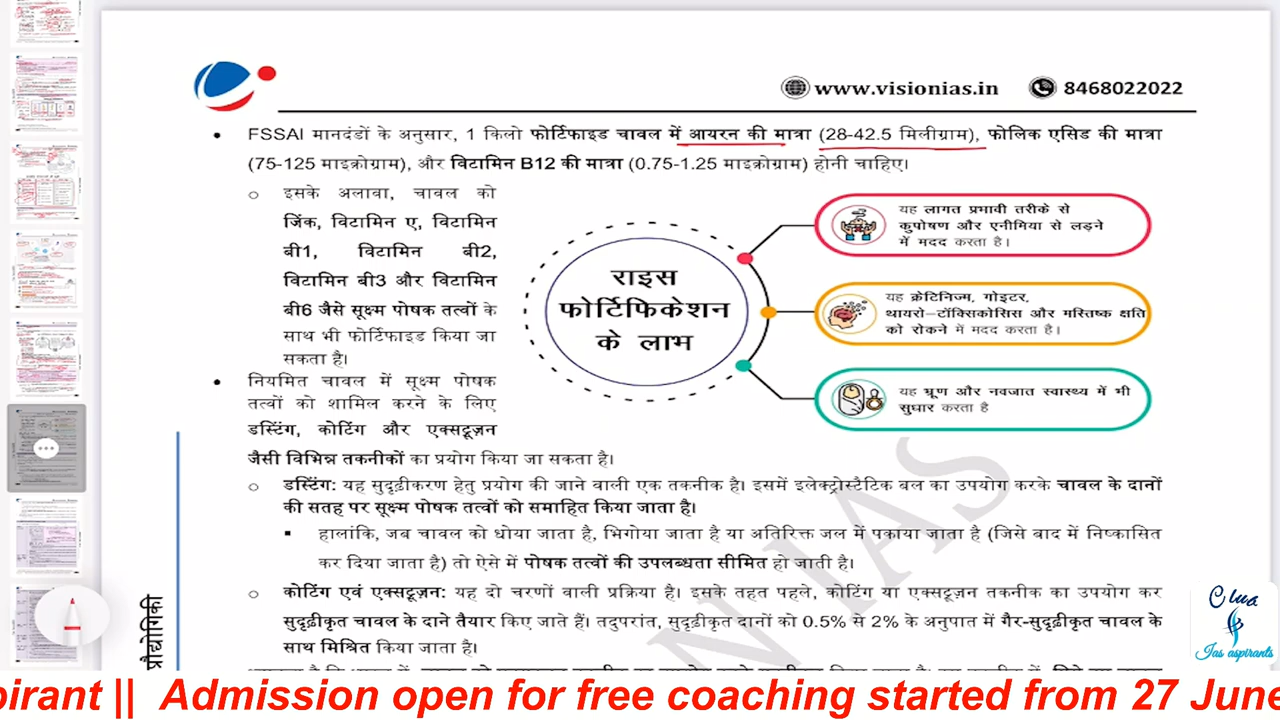 www.visionias.in 8468022022
• FSSAI मानदंडों के अनुसार, 1 किलो फोर्टिफाइड चावल में आयरन की मात्रा (28-42.5 मिलीग्राम), फोलिक एसिड की मात्रा
(75-125 माइक्रोग्राम), और विटामिन B12 की मात्रा (0.75-1.25 माइक्रोग्राम) होनी चाहिए।
○ इसके अलावा, चावल को
जिंक, विटामिन ए, विटामिन
बी1, विटामिन बी2,
विटामिन बी3 और विटामिन
बी6 जैसे सूक्ष्म पोषक तत्वों के
साथ भी फोर्टिफाइड किया जा
सकता है।
राइस
फोर्टिफिकेशन
के लाभ
यह लागत प्रभावी तरीके से
कुपोषण और एनीमिया से लड़ने
में मदद करता है।
यह क्रेटिनिज्म, गोइटर,
थायरो–टॉक्सिकोसिस और मस्तिष्क क्षति
को रोकने में मदद करता है।
यह भ्रूण और नवजात स्वास्थ्य में भी
सुधार करता है
• नियमित चावल में सूक्ष्म
तत्वों को शामिल करने के लिए
डस्टिंग, कोटिंग और एक्सट्रूज़न
जैसी विभिन्न तकनीकों का प्रयोग किया जा सकता है।
○ डस्टिंग: यह सुदृढ़ीकरण हेतु प्रयोग की जाने वाली एक तकनीक है। इसमें इलेक्ट्रोस्टैटिक बल का उपयोग करके चावल के दानों
की सतह पर सूक्ष्म पोषक तत्वों को समाहित किया जाता है।
▪ हालांकि, जब चावल को धोया जाता है, भिगोया जाता है या अतिरिक्त जल में पकाया जाता है (जिसे बाद में निष्कासित
कर दिया जाता है) चावल में पोषक तत्वों की उपलब्धता सीमित हो जाती है।
○ कोटिंग एवं एक्सट्रूज़न: यह दो चरणों वाली प्रक्रिया है। इसके तहत पहले, कोटिंग या एक्सट्रूज़न तकनीक का उपयोग कर
सुदृढ़ीकृत चावल के दाने तैयार किए जाते हैं। तदुपरांत, सुदृढ़ीकृत दानों को 0.5% से 2% के अनुपात में गैर-सुदृढ़ीकृत चावल के
साथ मिश्रित किया जाता है।
प्रौद्योगिकी
Jas aspirants
pirant || Admission open for free coaching started from 27 June